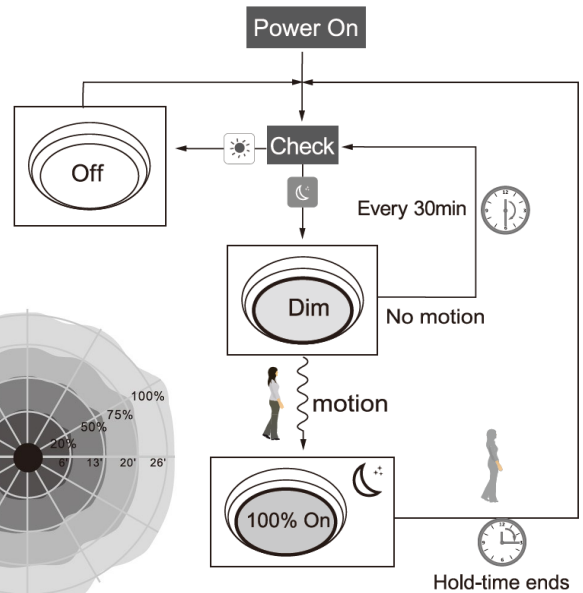 Power On
Check
Off
Every 30min
Dim
No motion
motion
100%
75%
50%
20%
6' 13' 20' 26'
100% On
Hold-time ends